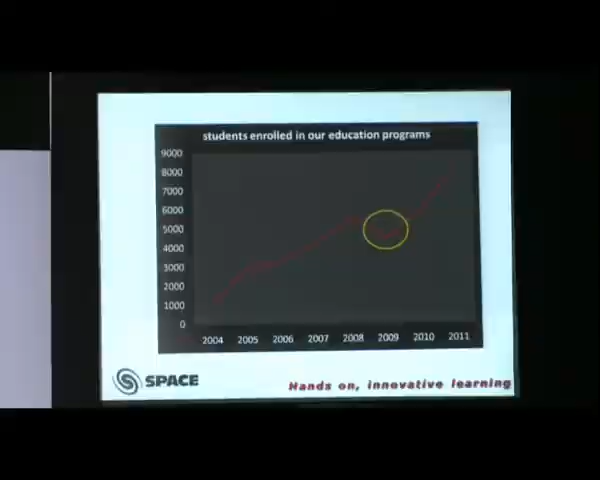 students enrolled in our education programs
9000
8000
7000
6000
5000
4000
3000
2000
1000
0
2004 2005 2006 2007 2008 2009 2010 2011
SPACE
Hands on, innovative learning